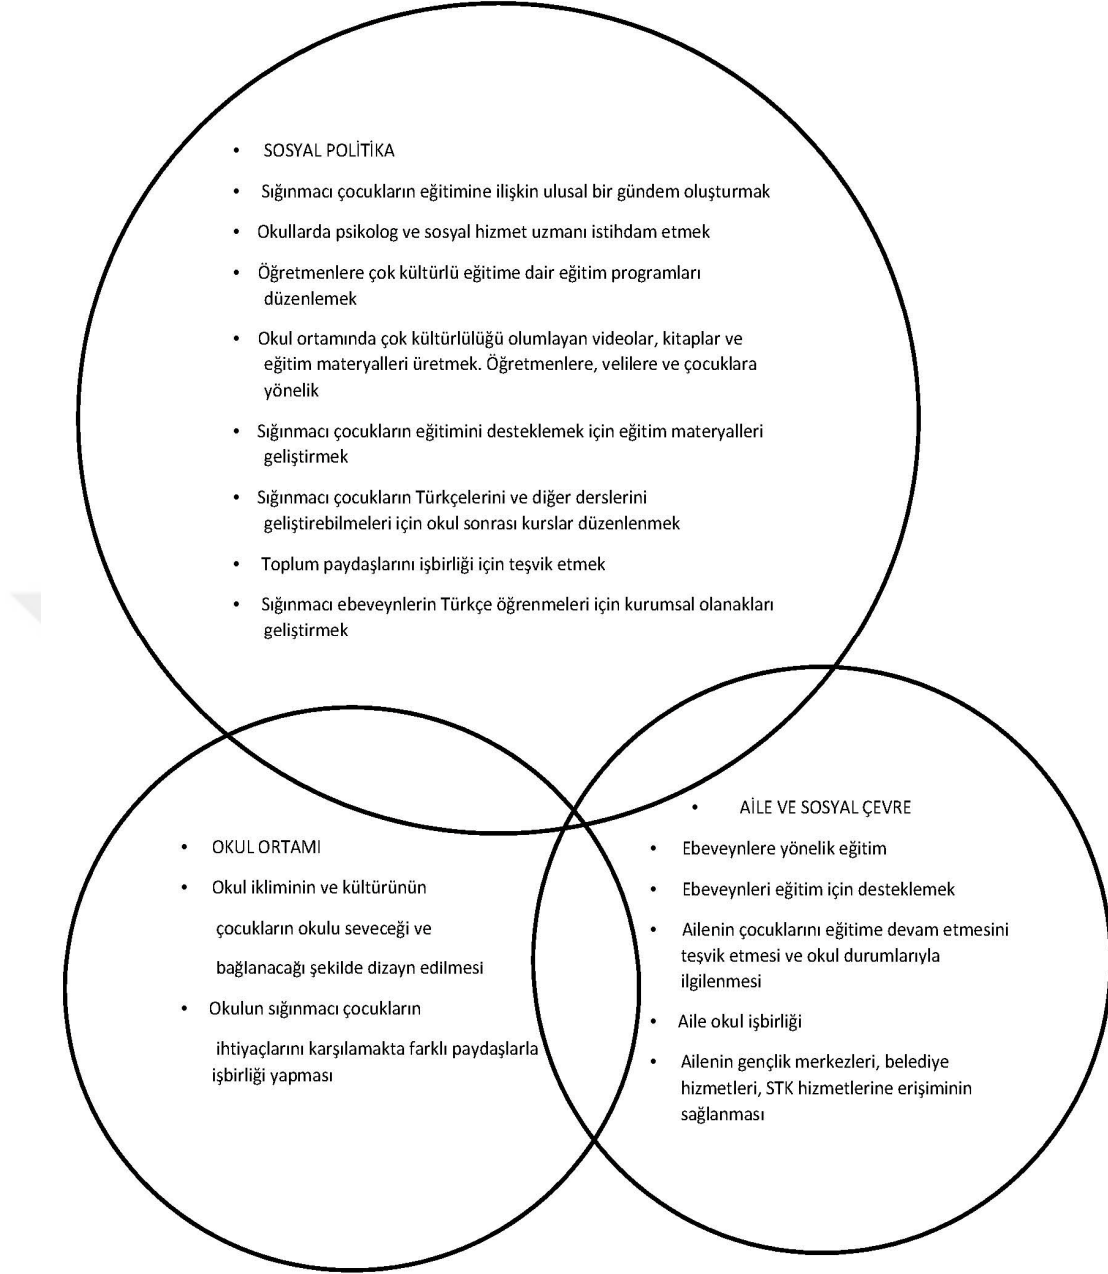 • SOSYAL POLİTİKA
• Sığınmacı çocukların eğitimine ilişkin ulusal bir gündem oluşturmak
• Okullarda psikolog ve sosyal hizmet uzmanı istihdam etmek
• Öğretmenlere çok kültürlü eğitime dair eğitim programları
düzenlemek
• Okul ortamında çok kültürlülüğü olumlayan videolar, kitaplar ve
eğitim materyalleri üretmek. Öğretmenlere, velilere ve çocuklara
yönelik
• Sığınmacı çocukların eğitimini desteklemek için eğitim materyalleri
geliştirmek
• Sığınmacı çocukların Türkçelerini ve diğer derslerini
geliştirebilmeleri için okul sonrası kurslar düzenlenmek
• Toplum paydaşlarını işbirliği için teşvik etmek
• Sığınmacı ebeveynlerin Türkçe öğrenmeleri için kurumsal olanakları
geliştirmek
• OKUL ORTAMI
• Okul ikliminin ve kültürünün
çocukların okulu seveceği ve
bağlanacağı şekilde dizayn edilmesi
• Okulun sığınmacı çocukların
ihtiyaçlarını karşılamakta farklı paydaşlarla
işbirliği yapması
• AİLE VE SOSYAL ÇEVRE
• Ebeveynlere yönelik eğitim
• Ebeveynleri eğitim için desteklemek
• Ailenin çocuklarını eğitime devam etmesini
teşvik etmesi ve okul durumlarıyla
ilgilenmesi
• Aile okul işbirliği
• Ailenin gençlik merkezleri, belediye
hizmetleri, STK hizmetlerine erişiminin
sağlanması